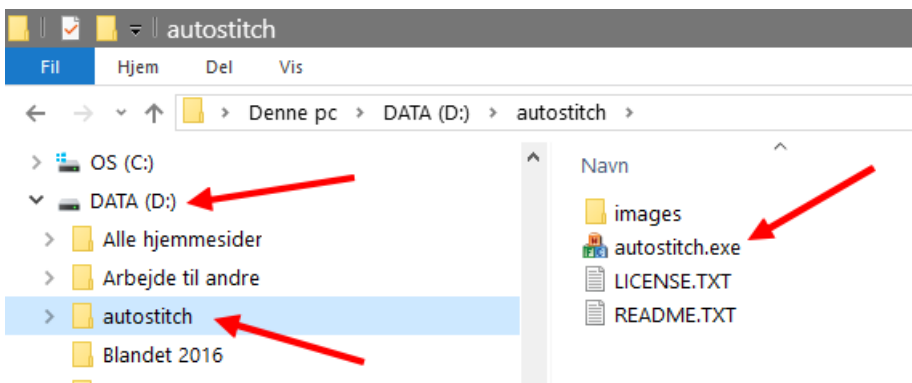 autostitch
Fil Hjem Del Vis
Denne pc > DATA (D:) > autostitch >
OS (C:)
DATA (D:)
Alle hjemmesider
Arbejde til andre
autostitch
Blandet 2016
Navn
images
autostitch.exe
LICENSE.TXT
README.TXT